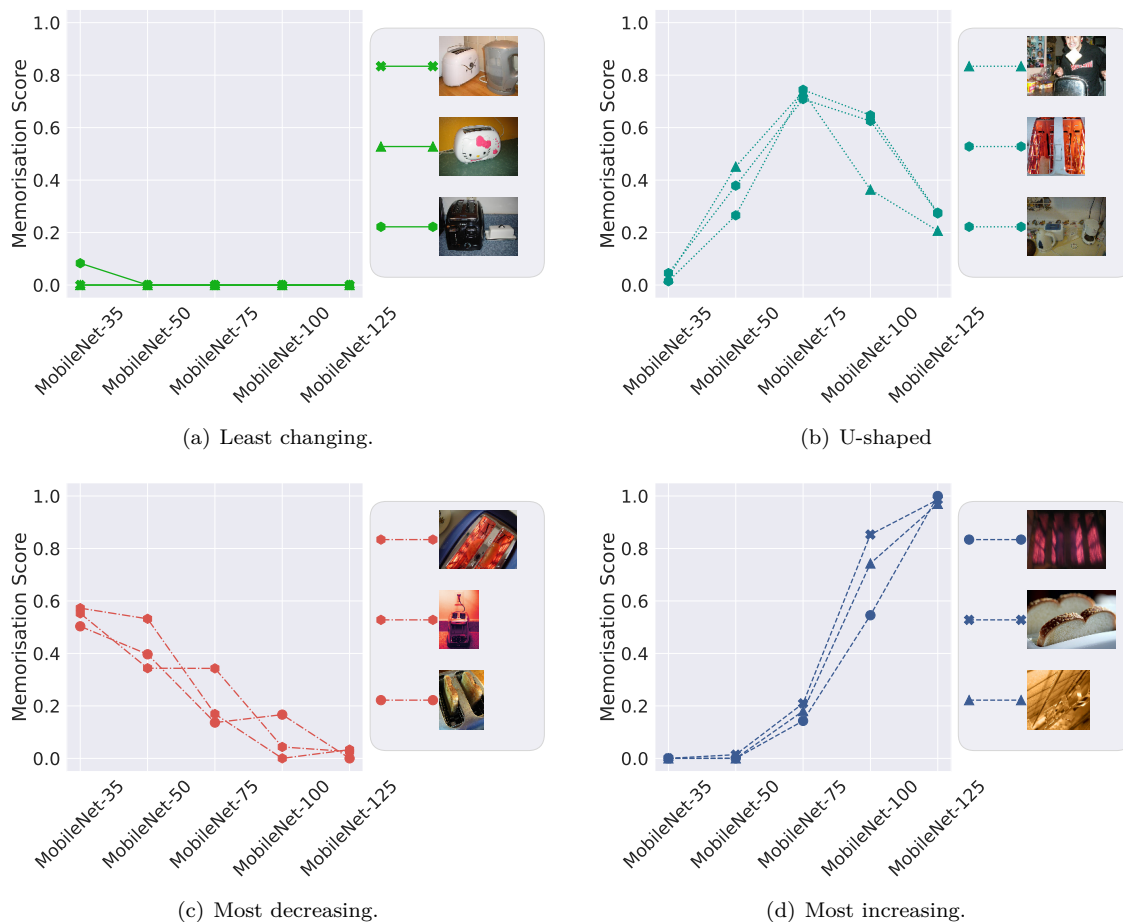 1.0
0.8
0.6
0.4
0.2
0.0
Memorisation Score
MobileNet-35
MobileNet-50
MobileNet-75
MobileNet-100
MobileNet-125
(a) Least changing.
1.0
0.8
0.6
0.4
0.2
0.0
Memorisation Score
MobileNet-35
MobileNet-50
MobileNet-75
MobileNet-100
MobileNet-125
(b) U-shaped
1.0
0.8
0.6
0.4
0.2
0.0
Memorisation Score
MobileNet-35
MobileNet-50
MobileNet-75
MobileNet-100
MobileNet-125
(c) Most decreasing.
1.0
0.8
0.6
0.4
0.2
0.0
Memorisation Score
MobileNet-35
MobileNet-50
MobileNet-75
MobileNet-100
MobileNet-125
(d) Most increasing.